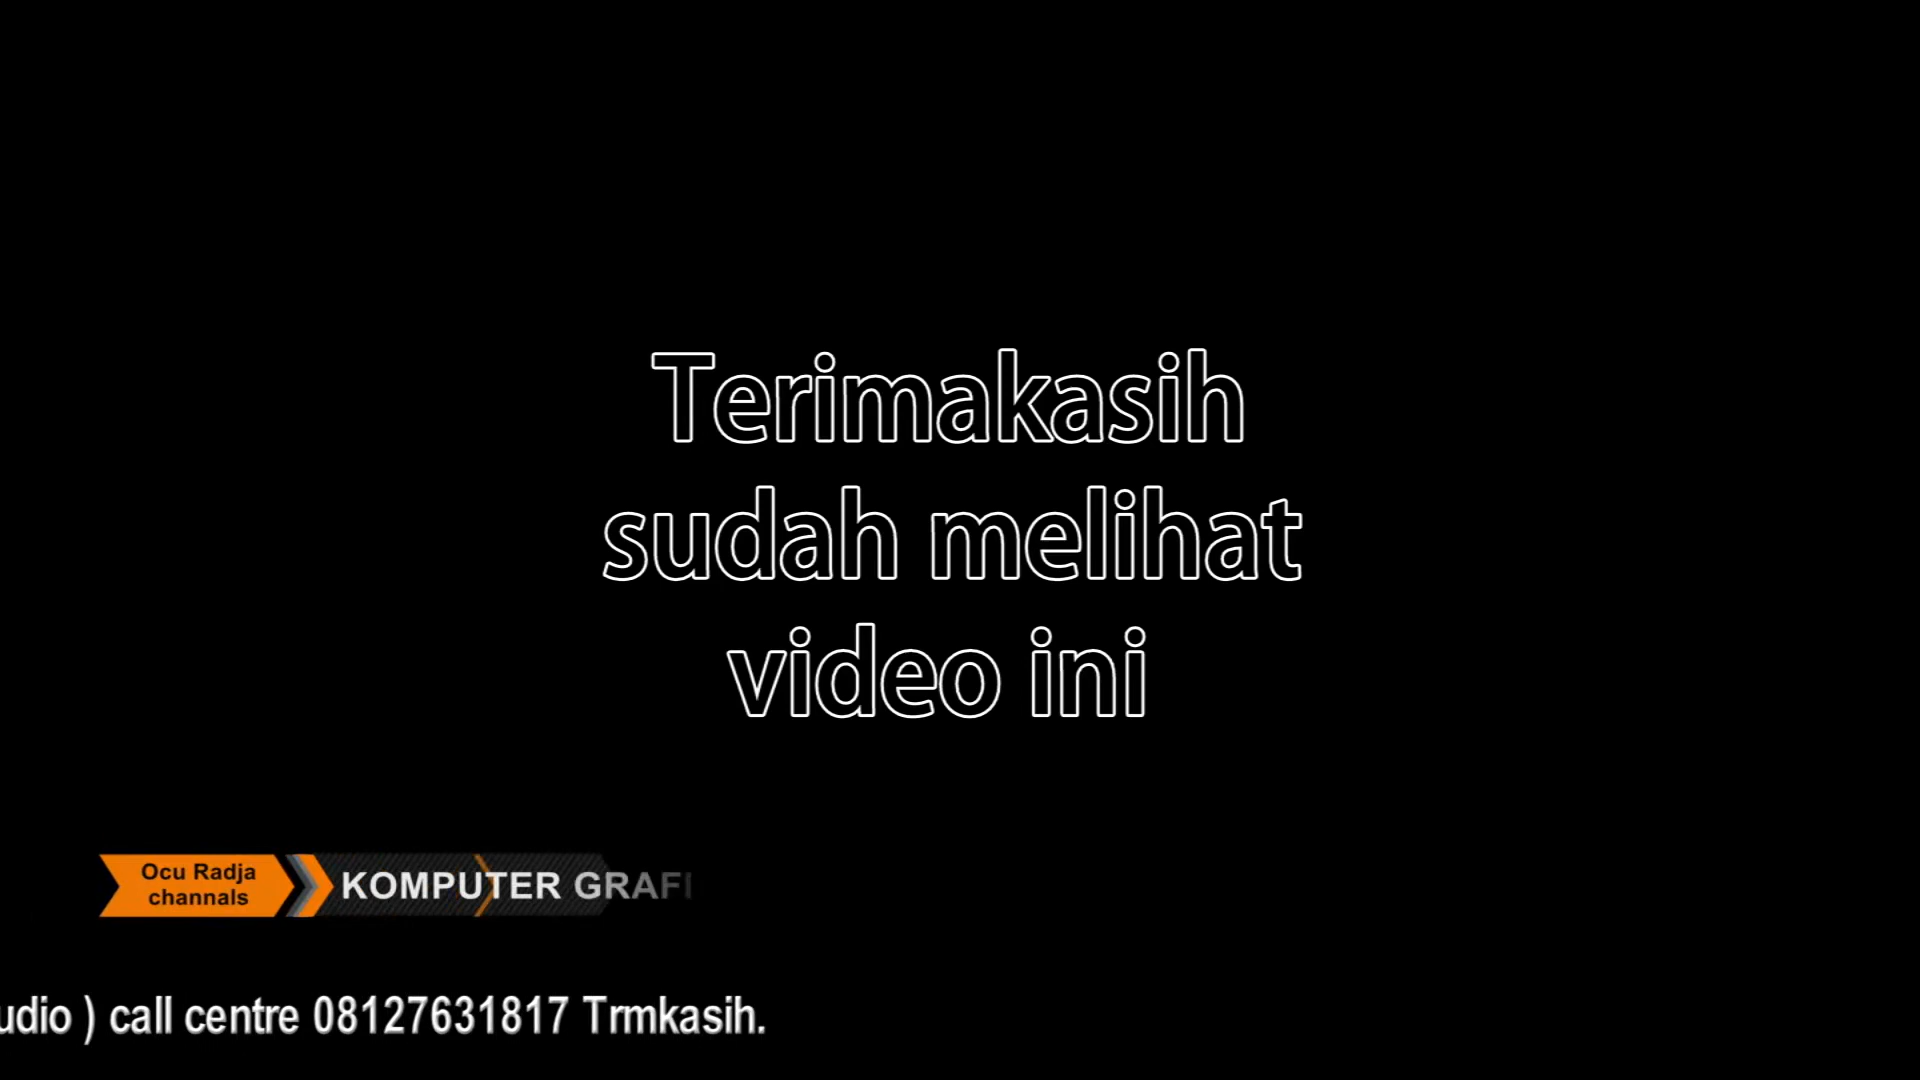 Terimakasih
sudah melihat
video ini
Ocu Radja
channals
KOMPUTER GRAFI
udio ) call centre 08127631817 Trmkasih.